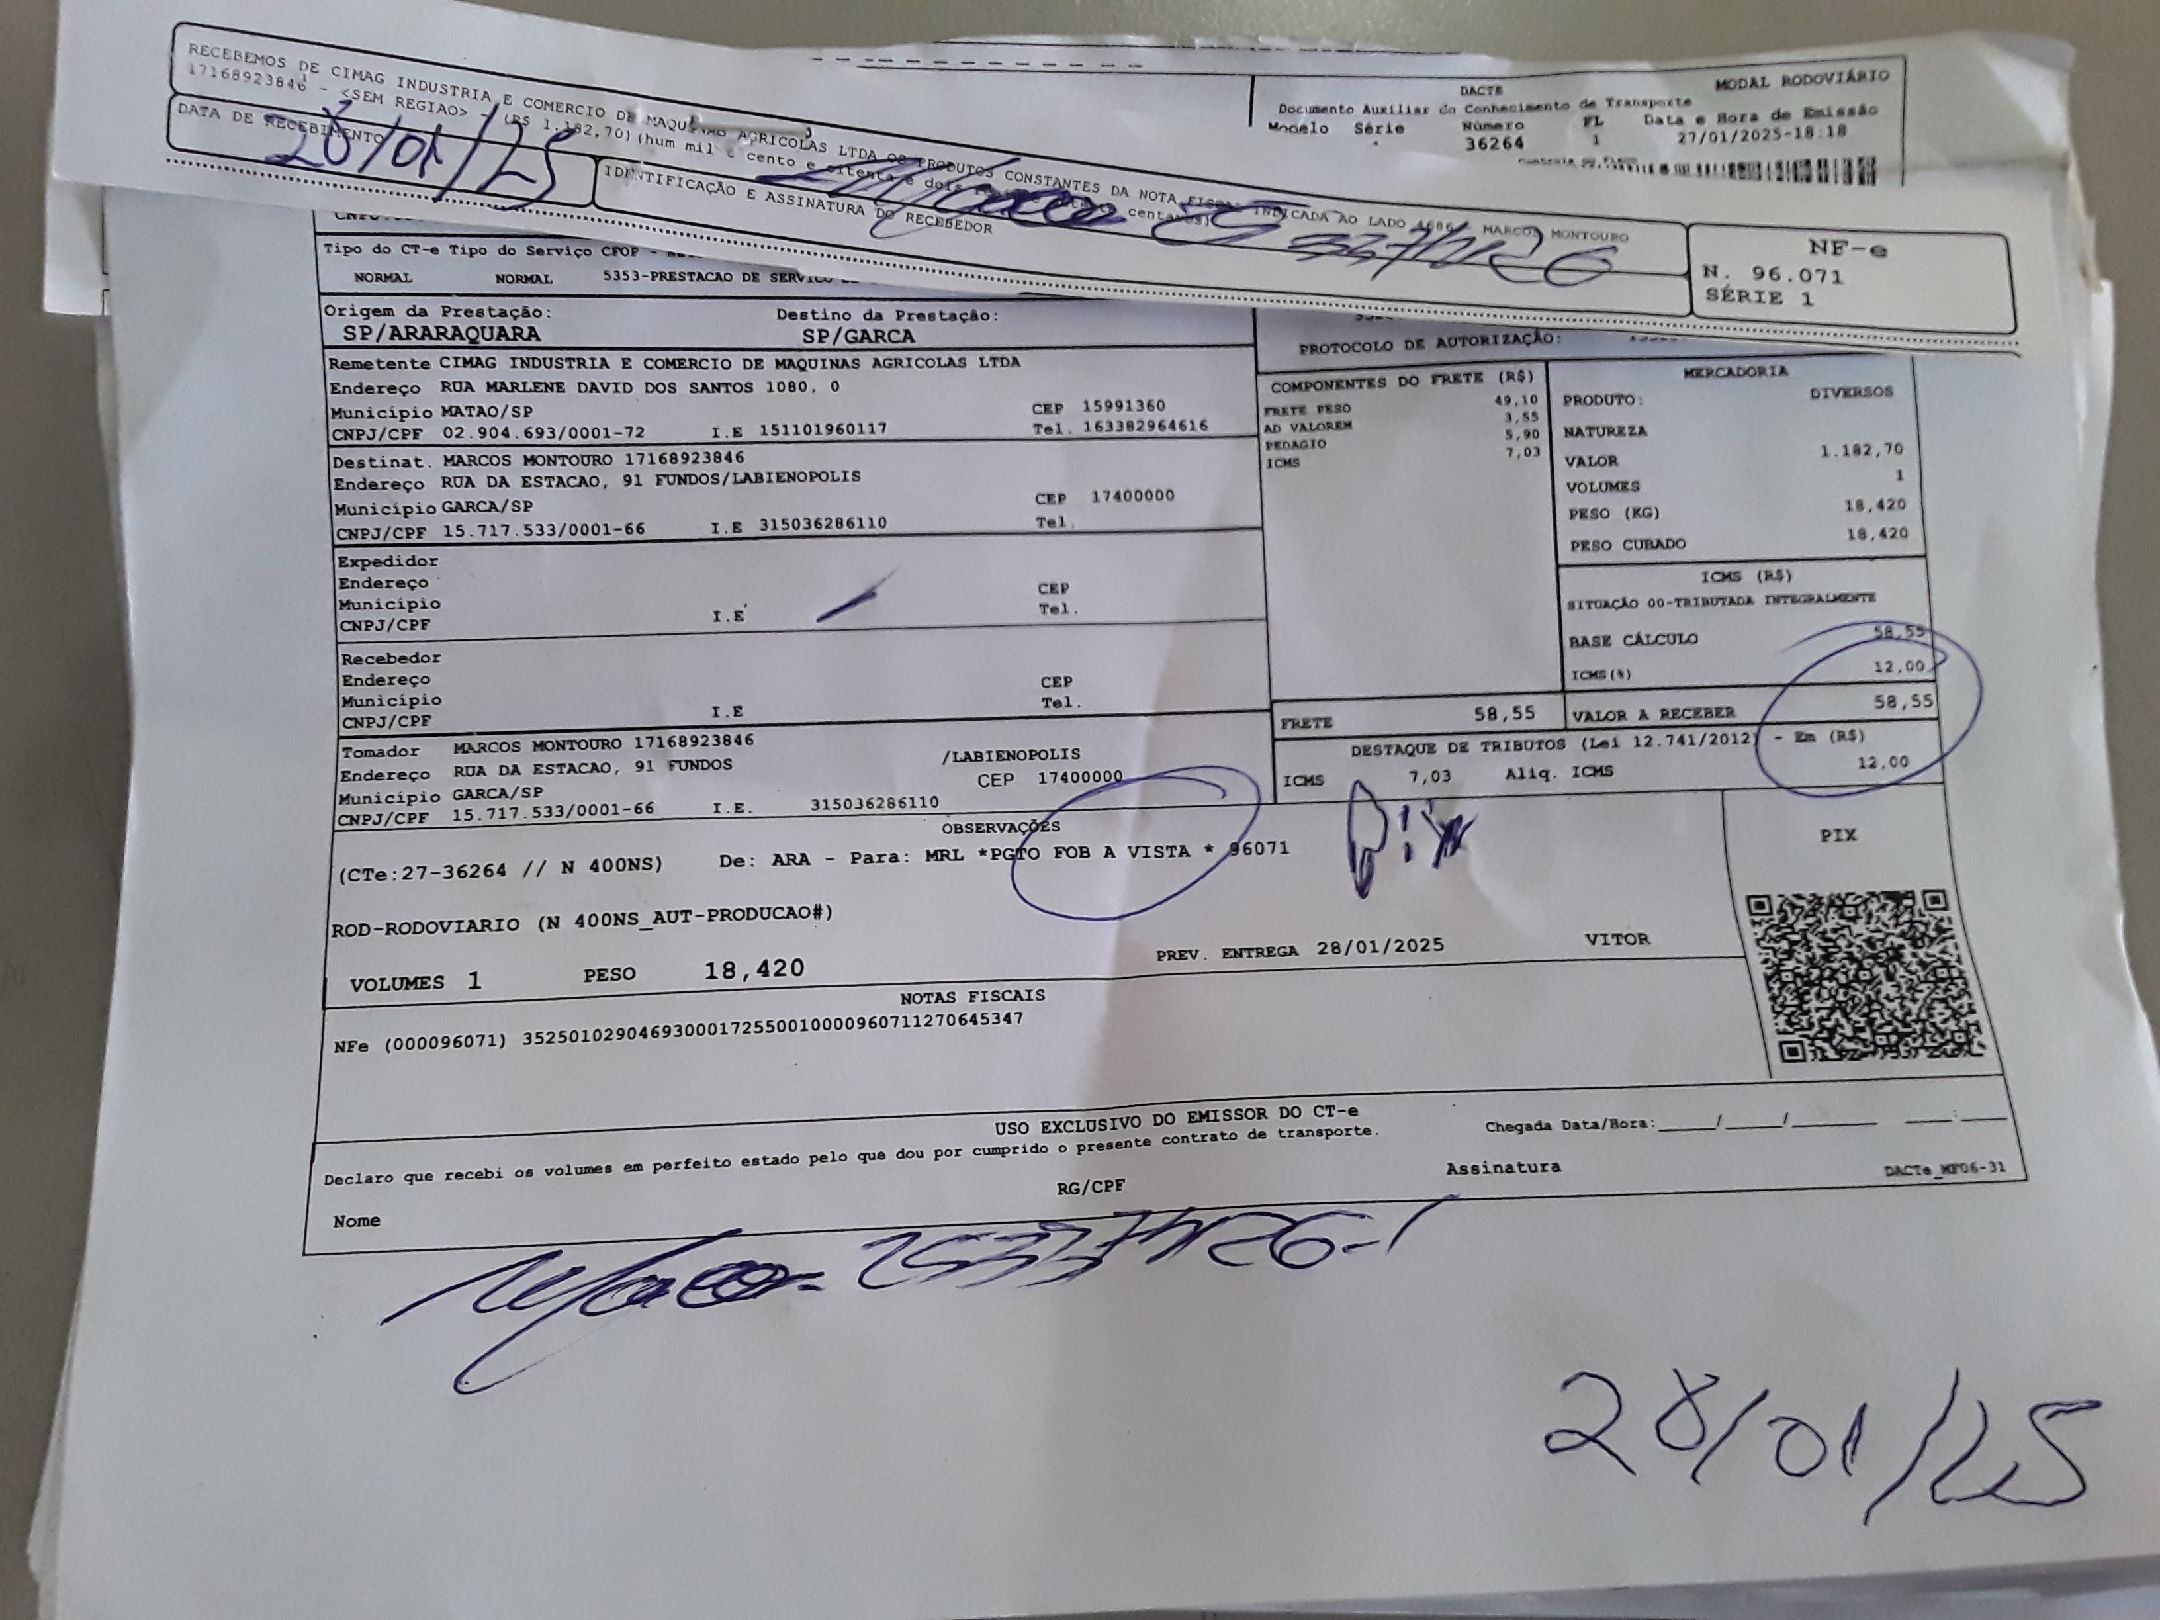 RECEBEMOS DE CIMAG INDUSTRIA E COMERCIO DE MAQUINAS AGRICOLAS LTDA OS PRODUTOS CONSTANTES DA NOTA FISCAL INDICADA AO LADO MARCOS MONTOURO
17168923846 - <SEM REGIAO> - (R$ 1.182,70) (hum mil e cento e oitenta e dois centavos)
DATA DE RECEBIMENTO
28/01/25
IDENTIFICAÇÃO E ASSINATURA DO RECEBEDOR
NF-e
N. 96.071
SÉRIE 1
DACTE
MODAL RODOVIÁRIO
Documento Auxiliar do Conhecimento de Transporte
Modelo Série Número FL Data e Hora de Emissão
36264 1 27/01/2025-18:18
Tipo do CT-e Tipo do Serviço CFOP -
NORMAL NORMAL 5353-PRESTACAO DE SERVICO
Origem da Prestação: Destino da Prestação:
SP/ARARAQUARA SP/GARCA
PROTOCOLO DE AUTORIZAÇÃO:
Remetente CIMAG INDUSTRIA E COMERCIO DE MAQUINAS AGRICOLAS LTDA
Endereço RUA MARLENE DAVID DOS SANTOS 1080, 0
Município MATAO/SP CEP 15991360
CNPJ/CPF 02.904.693/0001-72 I.E 151101960117 Tel. 163382964616
Destinat. MARCOS MONTOURO 17168923846
Endereço RUA DA ESTACAO, 91 FUNDOS/LABIENOPOLIS
Município GARCA/SP CEP 17400000
CNPJ/CPF 15.717.533/0001-66 I.E 315036286110 Tel.
Expedidor
Endereço CEP
Município Tel.
CNPJ/CPF I.E
Recebedor
Endereço CEP
Município Tel.
CNPJ/CPF I.E
Tomador MARCOS MONTOURO 17168923846
Endereço RUA DA ESTACAO, 91 FUNDOS /LABIENOPOLIS
Município GARCA/SP CEP 17400000
CNPJ/CPF 15.717.533/0001-66 I.E. 315036286110
COMPONENTES DO FRETE (R$)
FRETE PESO 49,10
AD VALOREM 3,55
PEDAGIO 5,90
ICMS 7,03
MERCADORIA
PRODUTO: DIVERSOS
NATUREZA
VALOR 1.182,70
VOLUMES 1
PESO (KG) 18,420
PESO CUBADO 18,420
ICMS (R$)
SITUAÇÃO 00-TRIBUTADA INTEGRALMENTE
BASE CÁLCULO 58,55
ICMS(%) 12,00
FRETE 58,55 VALOR A RECEBER 58,55
DESTAQUE DE TRIBUTOS (Lei 12.741/2012) - Em (R$)
ICMS 7,03 Aliq. ICMS 12,00
OBSERVAÇÕES
(CTe:27-36264 // N 400NS) De: ARA - Para: MRL *PGTO FOB A VISTA * 96071
Pix
PIX
ROD-RODOVIARIO (N 400NS_AUT-PRODUCAO#)
PREV. ENTREGA 28/01/2025 VITOR
VOLUMES 1 PESO 18,420
NOTAS FISCAIS
NFe (000096071) 35250102904693000172550010000960711270645347
USO EXCLUSIVO DO EMISSOR DO CT-e
Declaro que recebi os volumes em perfeito estado pelo que dou por cumprido o presente contrato de transporte.
Chegada Data/Hora:____/____/______ ___:___
Nome RG/CPF Assinatura DACTe_MF06-31
28/01/25